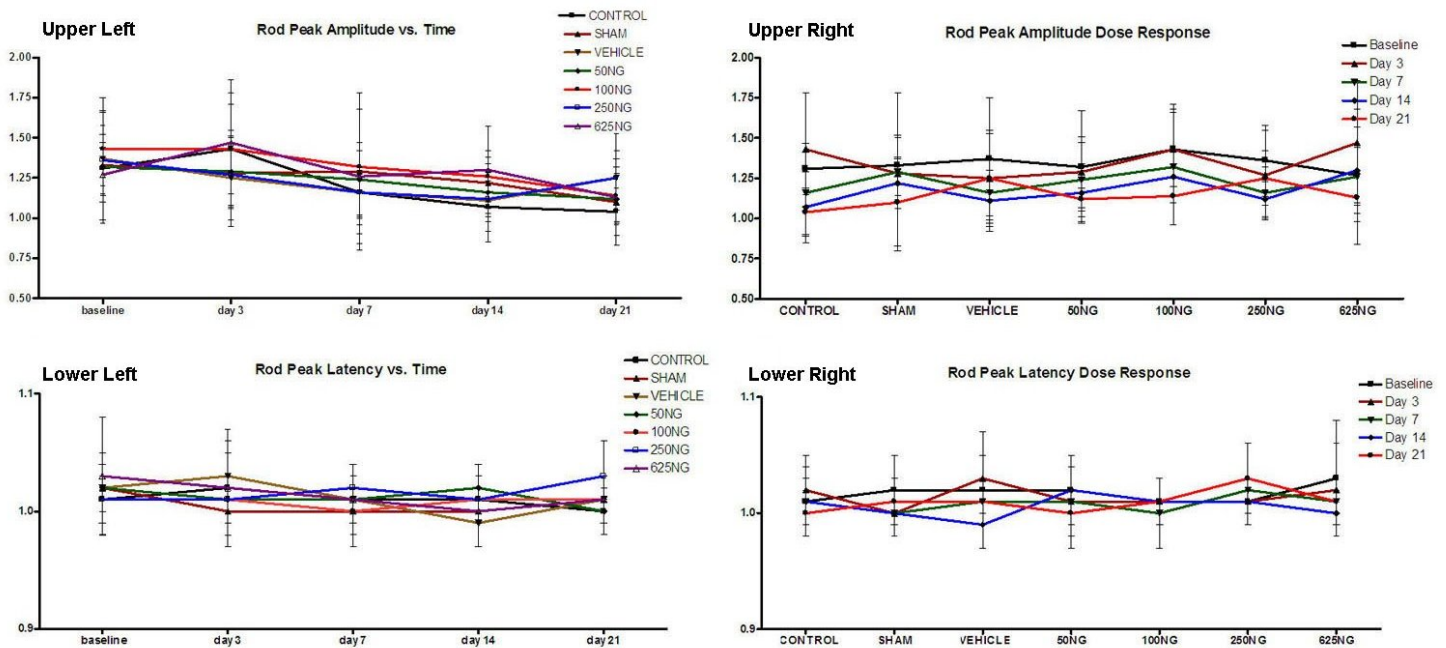 Upper Left
Rod Peak Amplitude vs. Time
CONTROL
SHAM
VEHICLE
50NG
100NG
250NG
625NG
2.00
1.75
1.50
1.25
1.00
0.75
0.50
baseline day 3 day 7 day 14 day 21
Upper Right
Rod Peak Amplitude Dose Response
Baseline
Day 3
Day 7
Day 14
Day 21
2.00
1.75
1.50
1.25
1.00
0.75
0.50
CONTROL SHAM VEHICLE 50NG 100NG 250NG 625NG
Lower Left
Rod Peak Latency vs. Time
CONTROL
SHAM
VEHICLE
50NG
100NG
250NG
625NG
1.1
1.0
0.9
baseline day 3 day 7 day 14 day 21
Lower Right
Rod Peak Latency Dose Response
Baseline
Day 3
Day 7
Day 14
Day 21
1.1
1.0
0.9
CONTROL SHAM VEHICLE 50NG 100NG 250NG 625NG